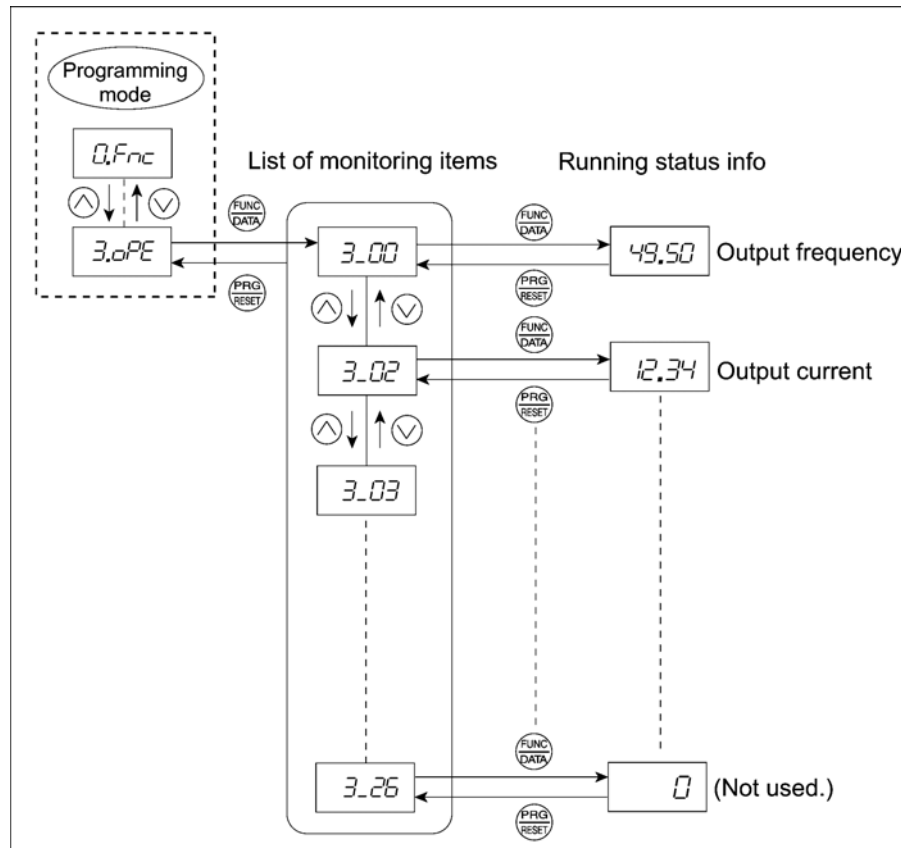 Programming
mode
0.Fnc
List of monitoring items
Running status info
FUNC
DATA
3.oPE
PRG
RESET
3_00
FUNC
DATA
PRG
RESET
49.50
Output frequency
3_02
FUNC
DATA
PRG
RESET
12.34
Output current
3_03
3_26
FUNC
DATA
PRG
RESET
0
(Not used.)